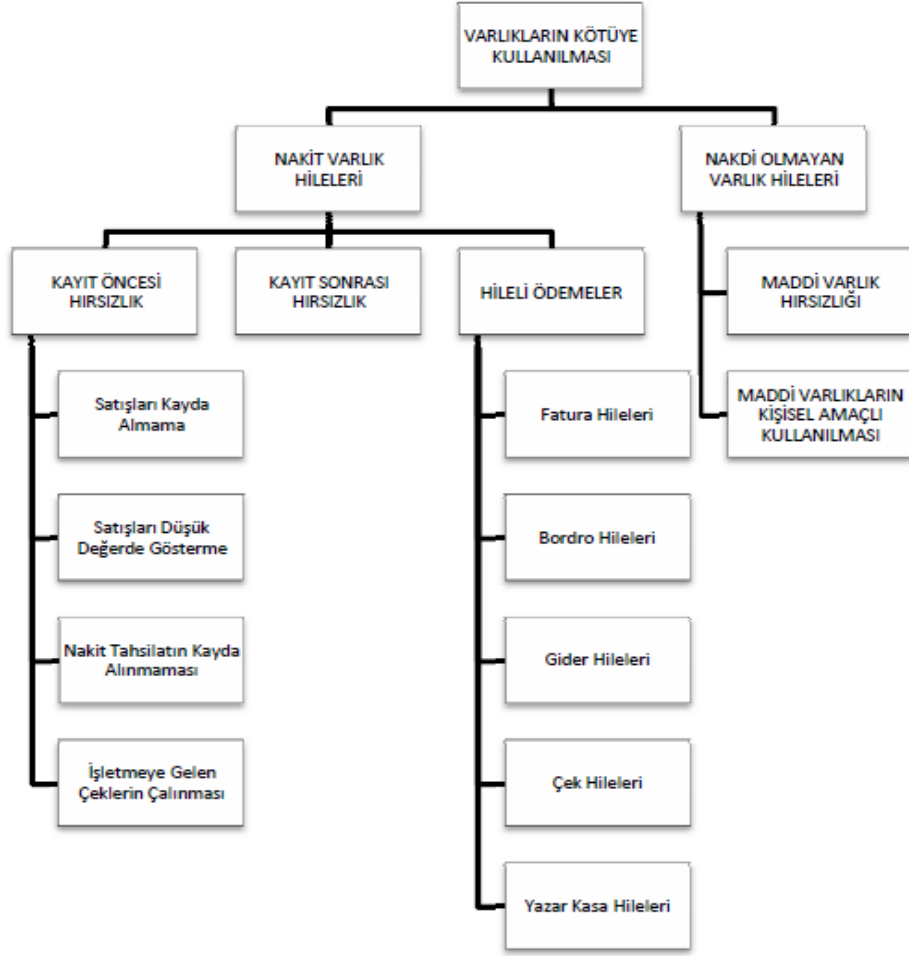 VARLIKLARIN KÖTÜYE
KULLANILMASI
NAKİT VARLIK
HİLELERİ
NAKDİ OLMAYAN
VARLIK HİLELERİ
KAYIT ÖNCESİ
HIRSIZLIK
KAYIT SONRASI
HIRSIZLIK
HİLELİ ÖDEMELER
MADDİ VARLIK
HIRSIZLIĞI
MADDİ VARLIKLARIN
KİŞİSEL AMAÇLI
KULLANILMASI
Satışları Kayda
Almama
Satışları Düşük
Değerde Gösterme
Nakit Tahsilatın Kayda
Alınmaması
İşletmeye Gelen
Çeklerin Çalınması
Fatura Hileleri
Bordro Hileleri
Gider Hileleri
Çek Hileleri
Yazar Kasa Hileleri